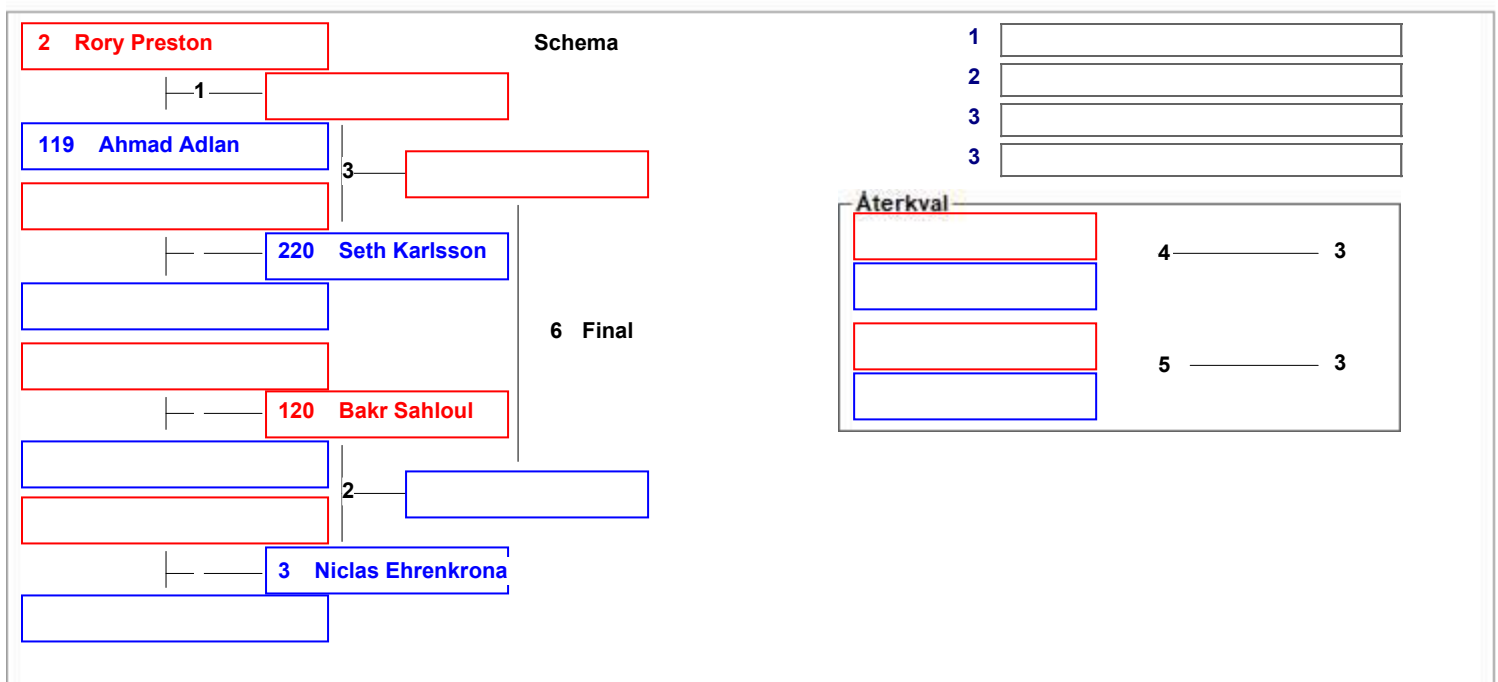 2 Rory Preston
Schema
1
119 Ahmad Adlan
3
220 Seth Karlsson
6 Final
120 Bakr Sahloul
2
3 Niclas Ehrenkrona
1
2
3
3
Återkval
4 3
5 3